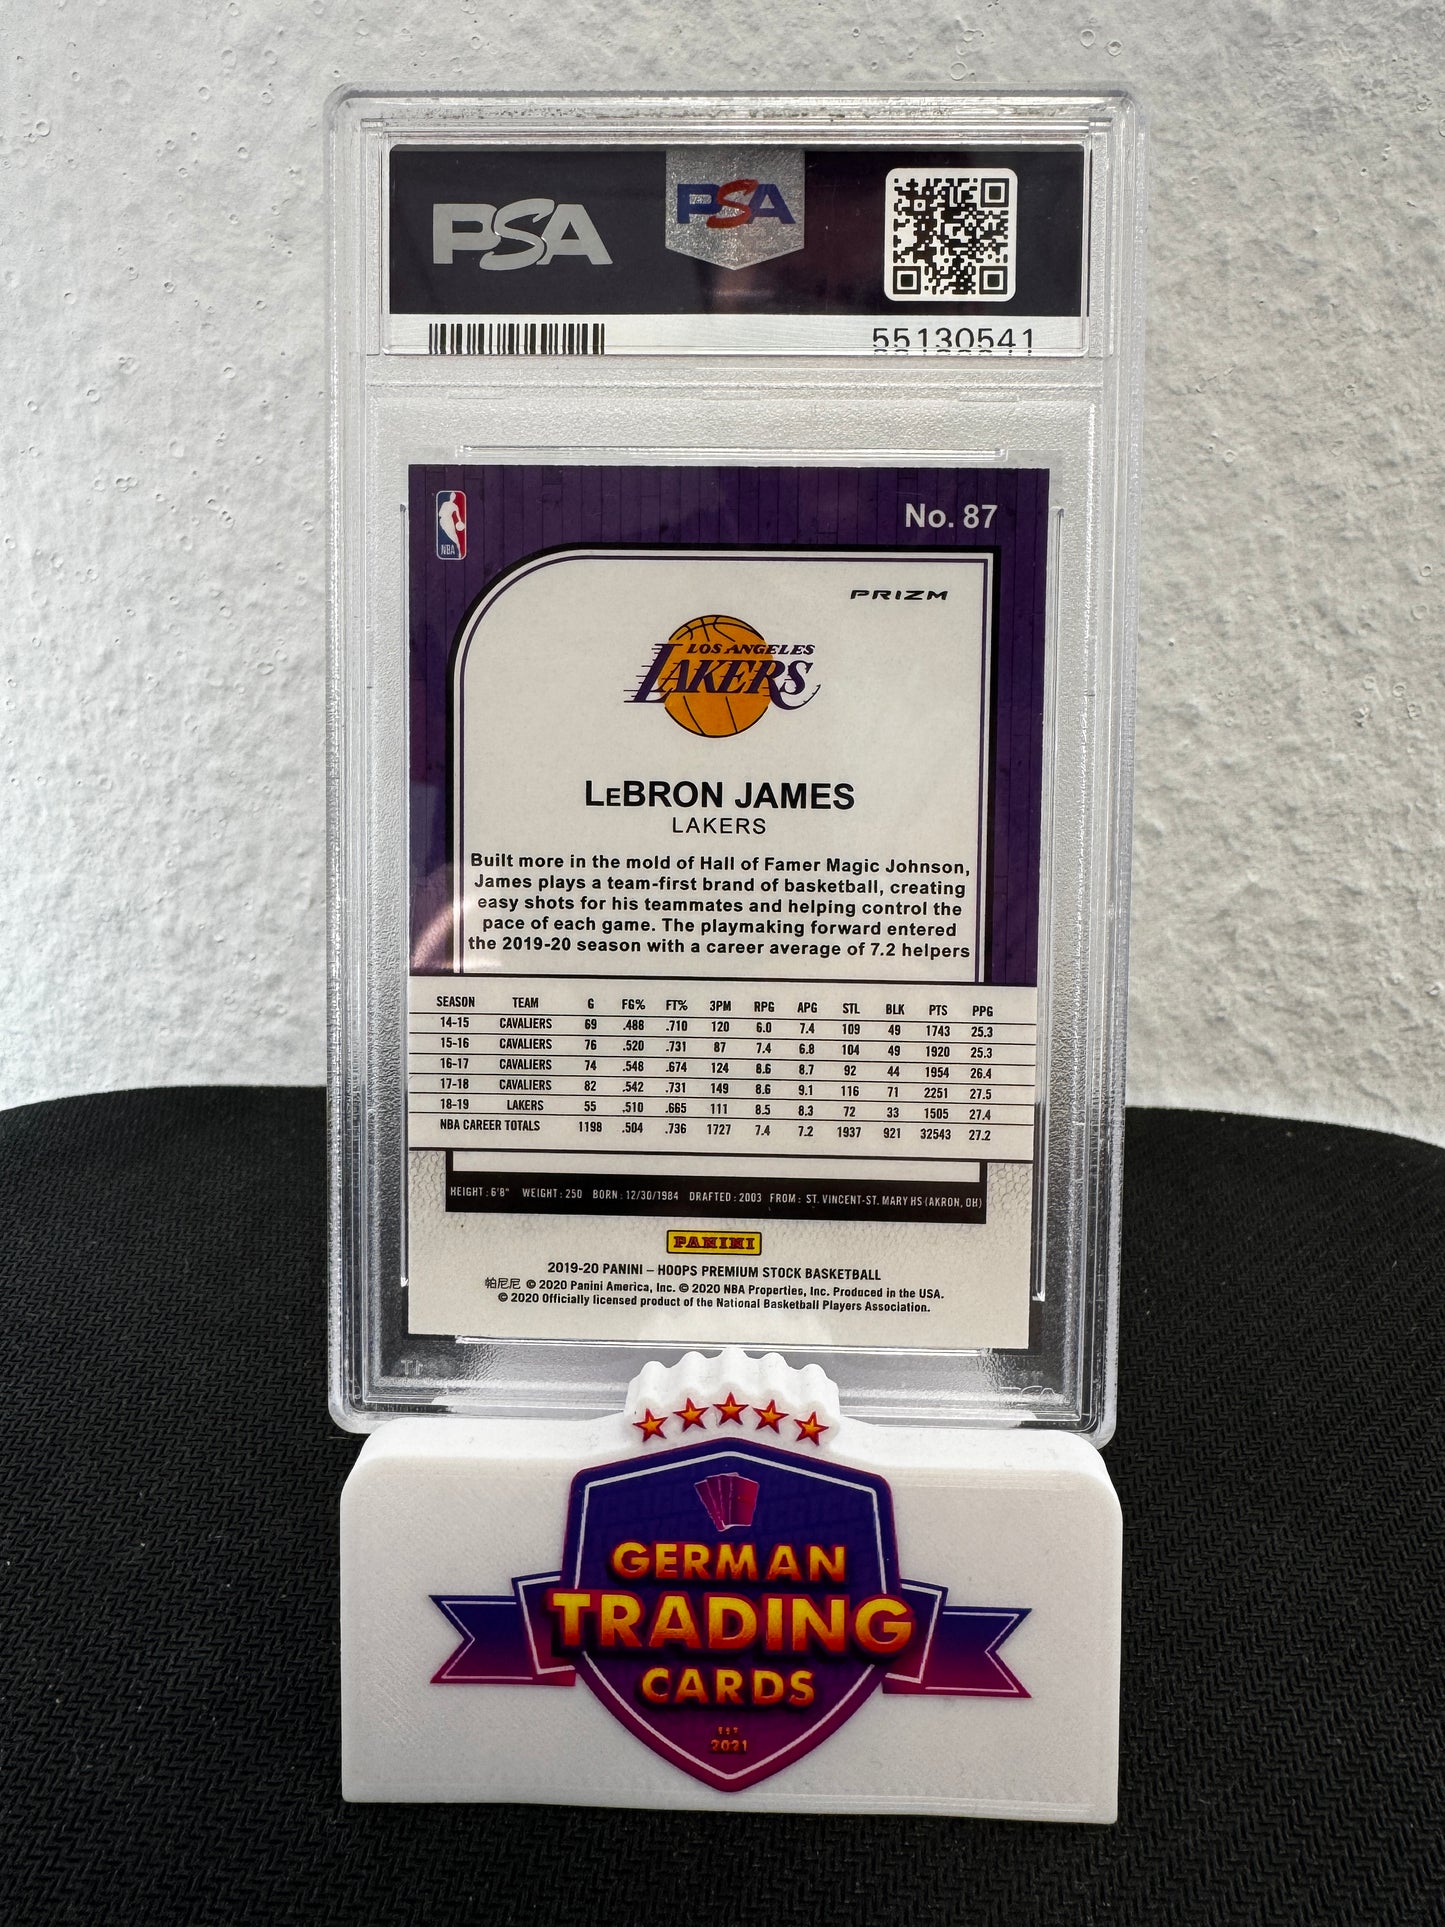 PSA
PSA
55130541
NBA
No. 87
PRIZM
LOS ANGELES
LAKERS
LeBRON JAMES
LAKERS
Built more in the mold of Hall of Famer Magic Johnson,
James plays a team-first brand of basketball, creating
easy shots for his teammates and helping control the
pace of each game. The playmaking forward entered
the 2019-20 season with a career average of 7.2 helpers
SEASON TEAM G FG% FT% 3PM RPG APG STL BLK PTS PPG
14-15 CAVALIERS 69 .488 .710 120 6.0 7.4 109 49 1743 25.3
15-16 CAVALIERS 76 .520 .731 87 7.4 6.8 104 49 1920 25.3
16-17 CAVALIERS 74 .548 .674 124 8.6 8.7 92 44 1954 26.4
17-18 CAVALIERS 82 .542 .731 149 8.6 9.1 116 71 2251 27.5
18-19 LAKERS 55 .510 .665 111 8.5 8.3 72 33 1505 27.4
NBA CAREER TOTALS 1198 .504 .736 1727 7.4 7.2 1937 921 32543 27.2
HEIGHT: 6'8" WEIGHT: 250 BORN: 12/30/1984 DRAFTED: 2003 FROM: ST. VINCENT-ST. MARY HS (AKRON, OH)
PANINI
2019-20 PANINI – HOOPS PREMIUM STOCK BASKETBALL
帕尼尼 © 2020 Panini America, Inc. © 2020 NBA Properties, Inc. Produced in the USA.
© 2020 Officially licensed product of the National Basketball Players Association.
GERMAN
TRADING
CARDS
EST
2021